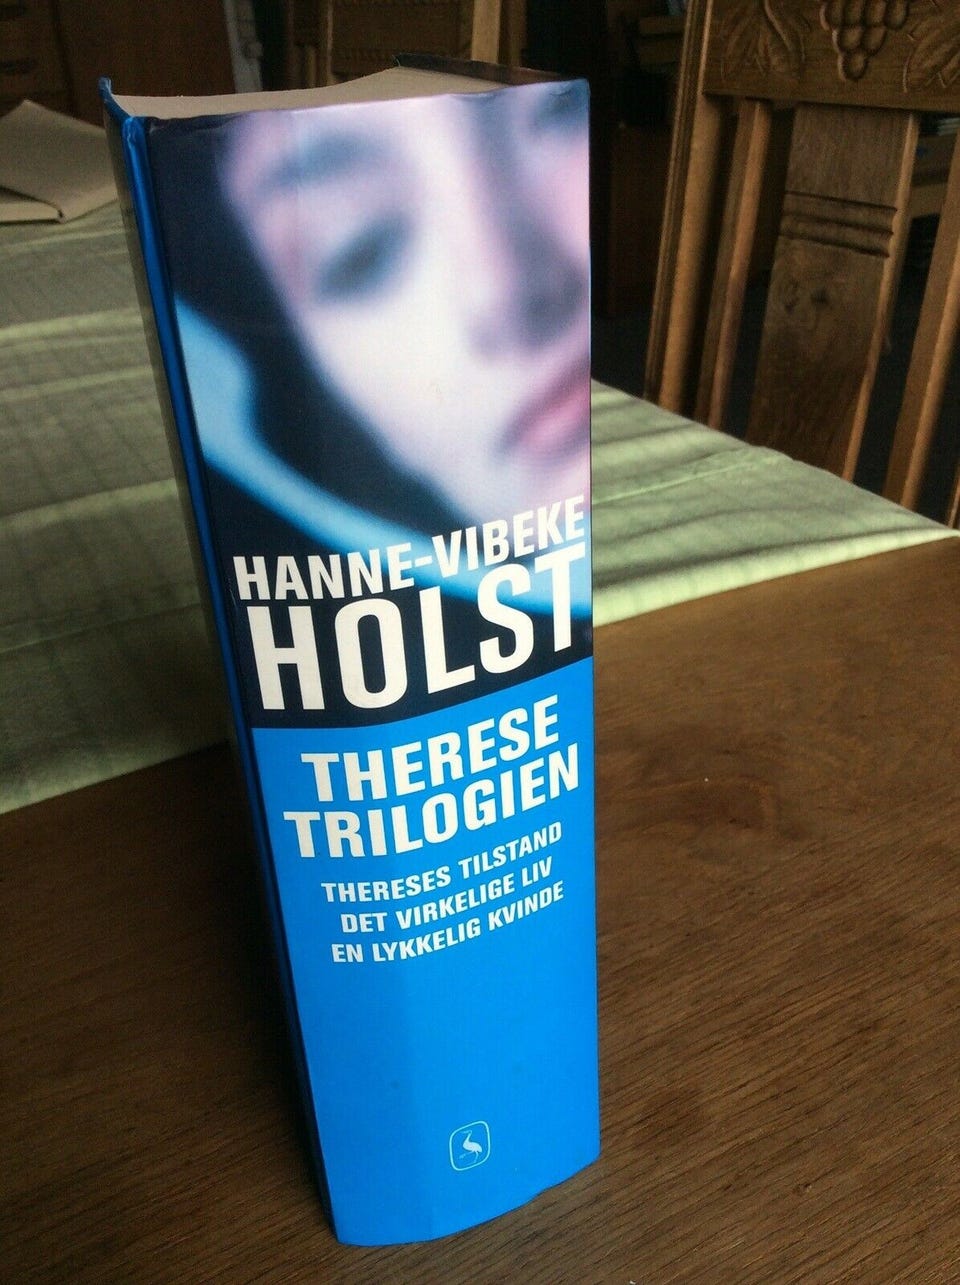 HANNE-VIBEKE
HOLST
THERESE
TRILOGIEN
THERESES TILSTAND
DET VIRKELIGE LIV
EN LYKKELIG KVINDE